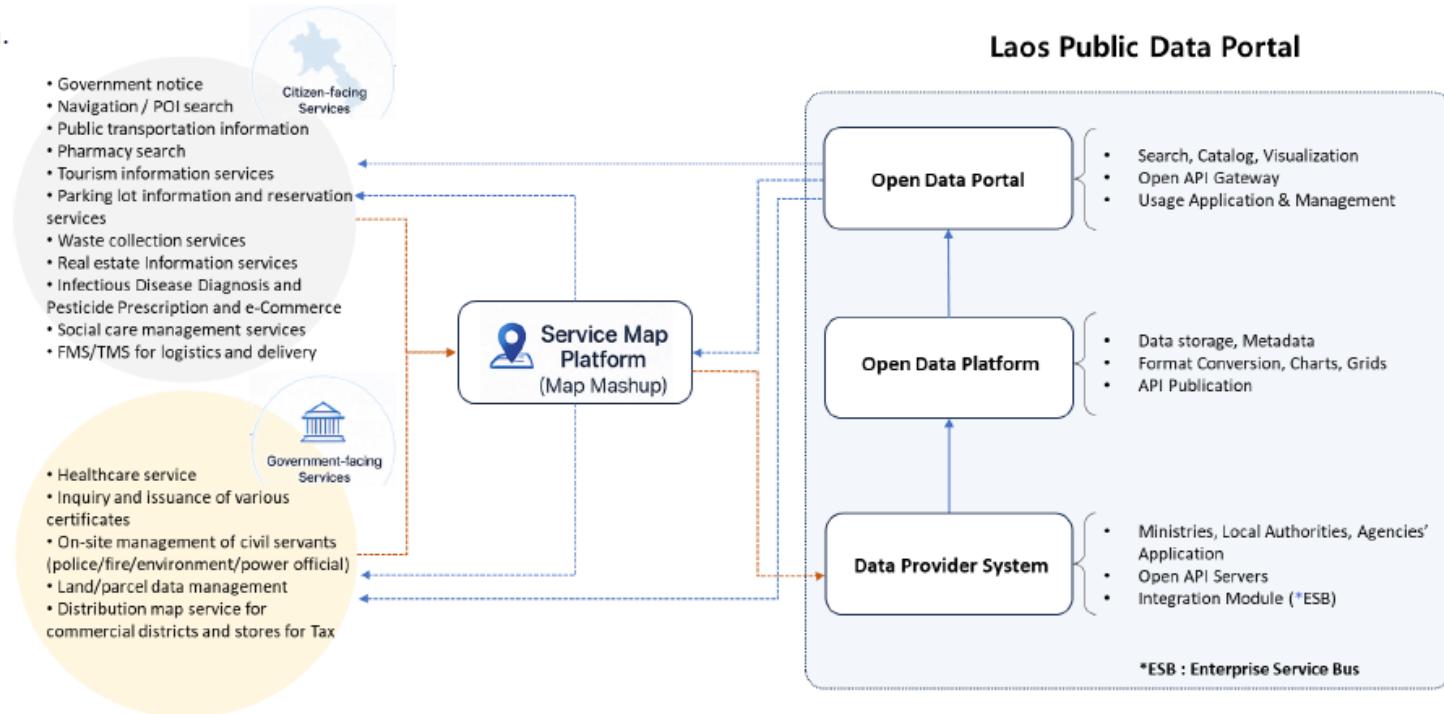 Laos Public Data Portal
Citizen-facing
Services
• Government notice
• Navigation / POI search
• Public transportation information
• Pharmacy search
• Tourism information services
• Parking lot information and reservation
services
• Waste collection services
• Real estate Information services
• Infectious Disease Diagnosis and
Pesticide Prescription and e-Commerce
• Social care management services
• FMS/TMS for logistics and delivery
Government-facing
Services
• Healthcare service
• Inquiry and issuance of various
certificates
• On-site management of civil servants
(police/fire/environment/power official)
• Land/parcel data management
• Distribution map service for
commercial districts and stores for Tax
Service Map
Platform
(Map Mashup)
Open Data Portal
• Search, Catalog, Visualization
• Open API Gateway
• Usage Application & Management
Open Data Platform
• Data storage, Metadata
• Format Conversion, Charts, Grids
• API Publication
Data Provider System
• Ministries, Local Authorities, Agencies’
Application
• Open API Servers
• Integration Module (*ESB)
*ESB : Enterprise Service Bus